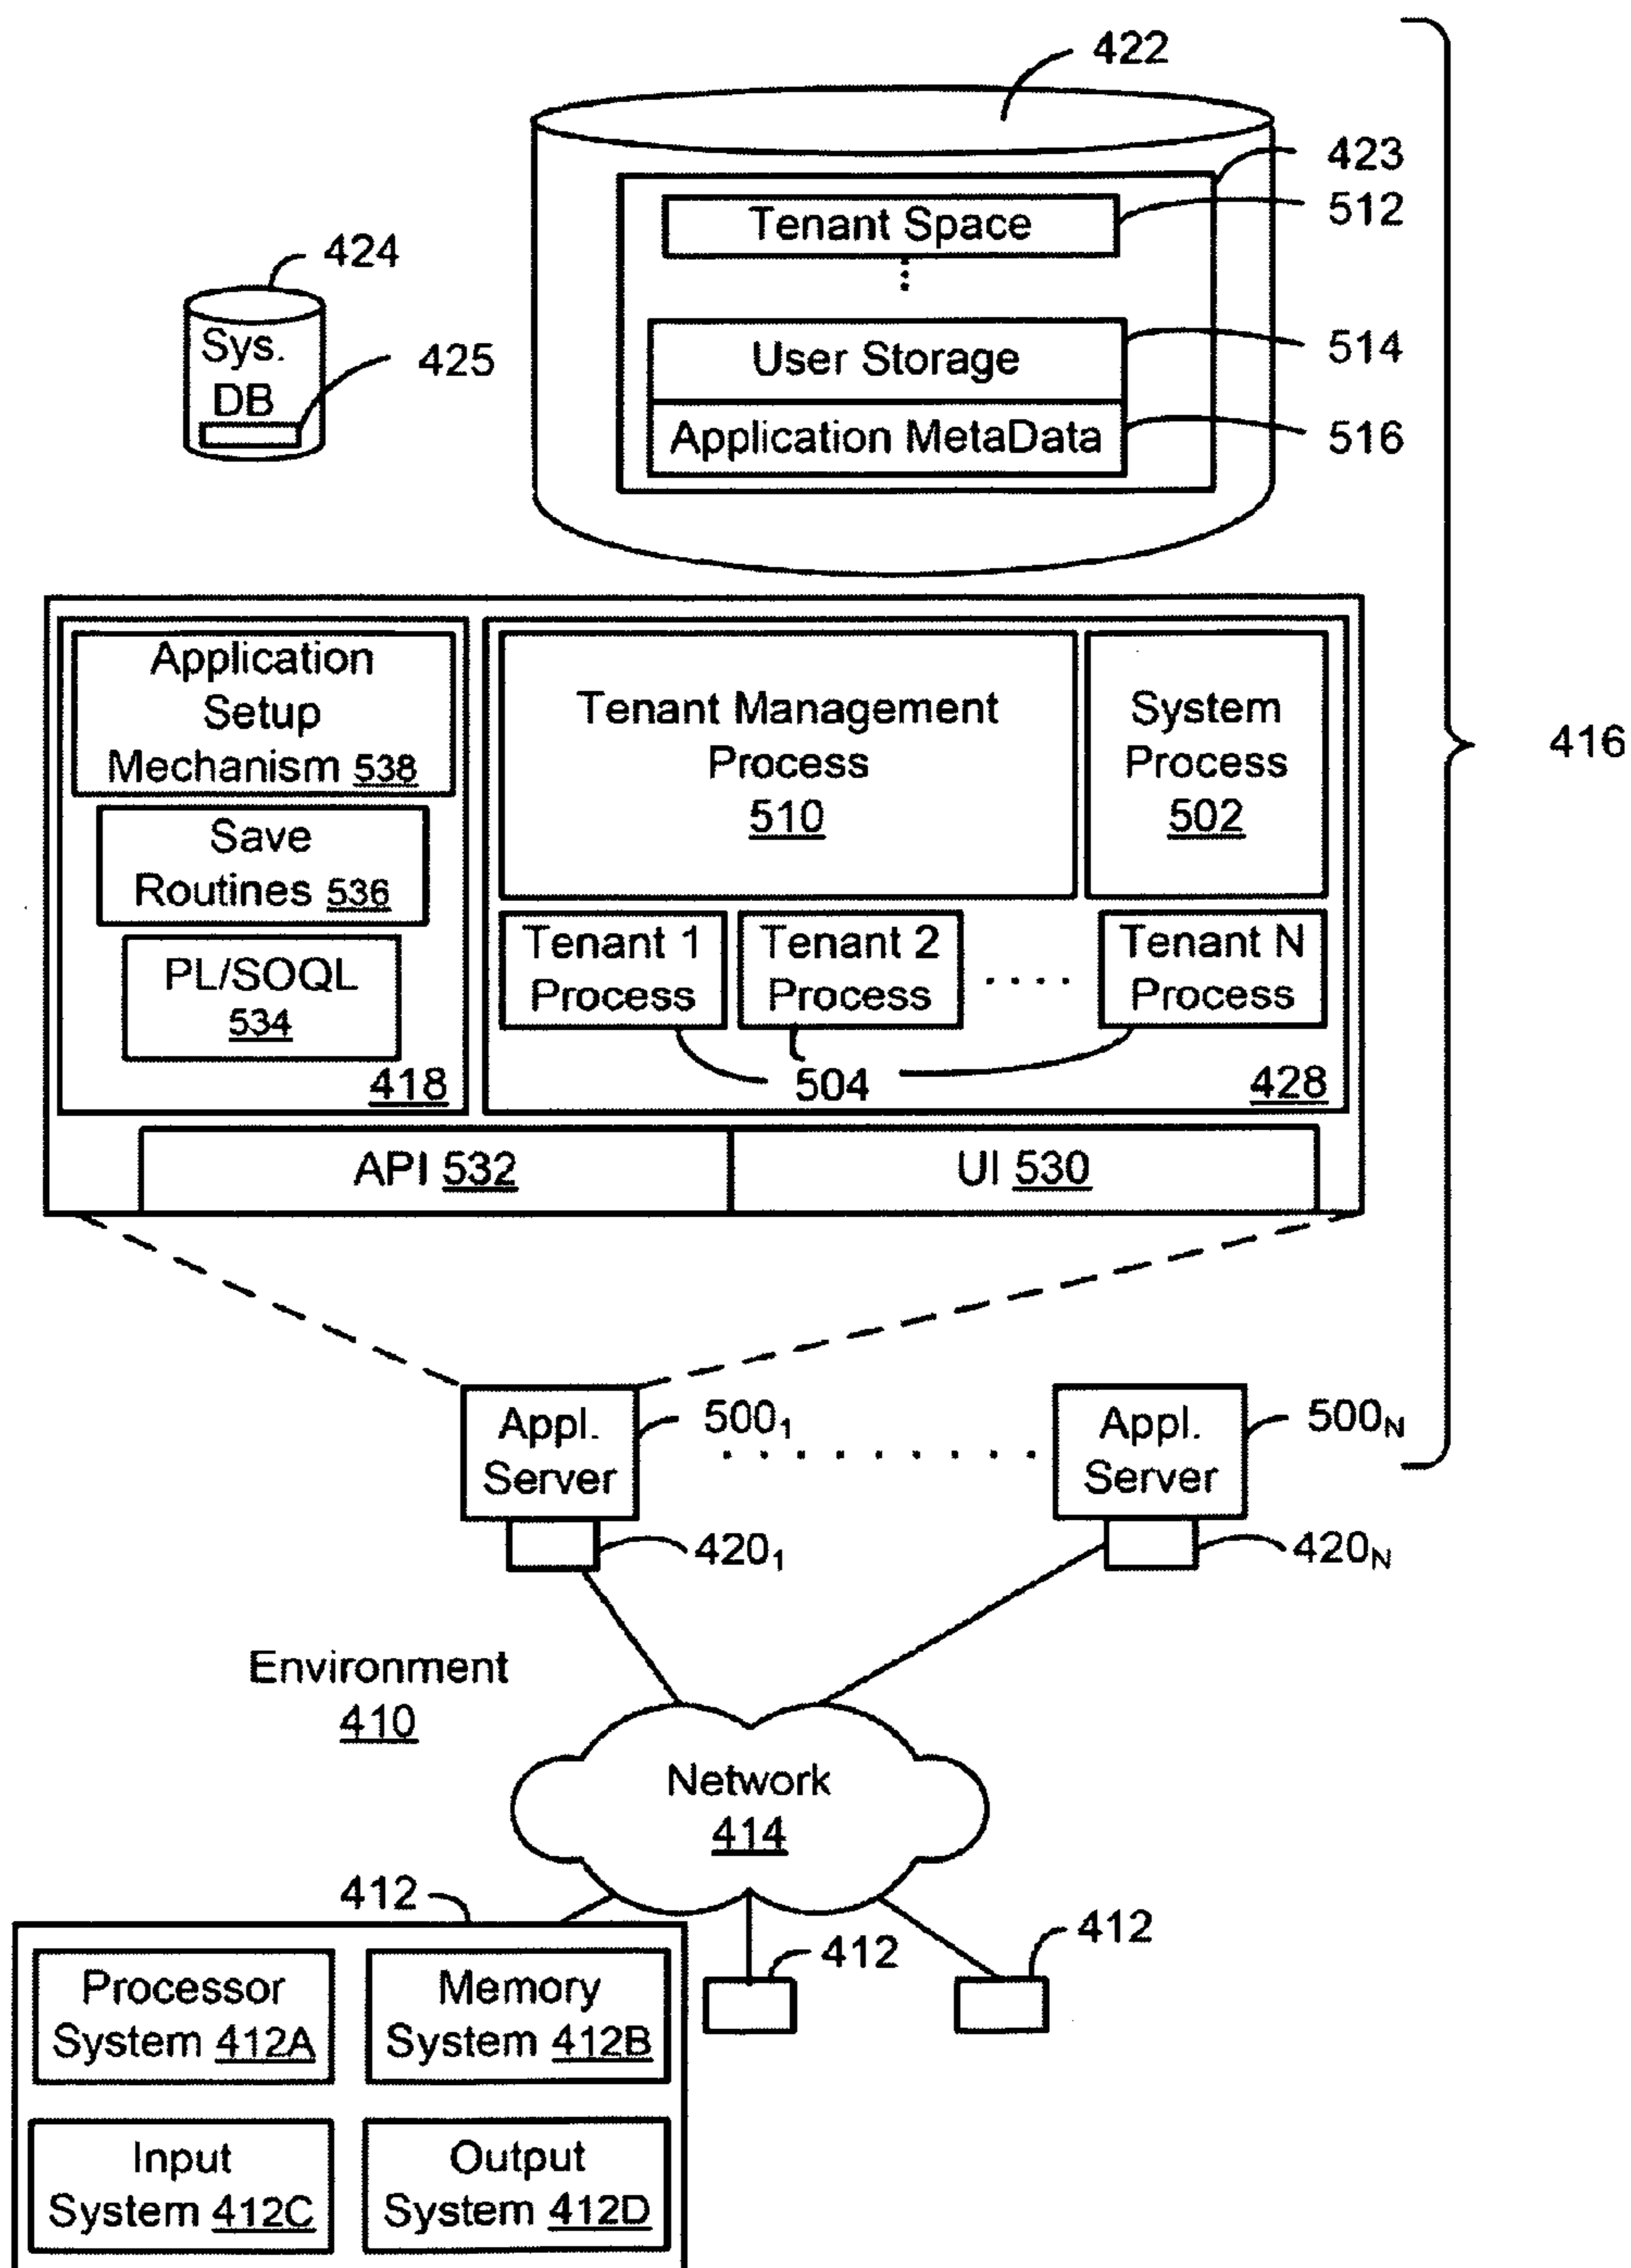 422
423
Tenant Space
512
424
Sys.
DB
425
User Storage
514
Application MetaData
516
416
Application
Setup
Mechanism 538
Save
Routines 536
PL/SOQL
534
418
Tenant Management
Process
510
System
Process
502
Tenant 1
Process
Tenant 2
Process
Tenant N
Process
504
428
API 532
UI 530
Appl.
Server
500₁
Appl.
Server
500N
420₁
420N
Environment
410
Network
414
412
412
412
Processor
System 412A
Memory
System 412B
Input
System 412C
Output
System 412D